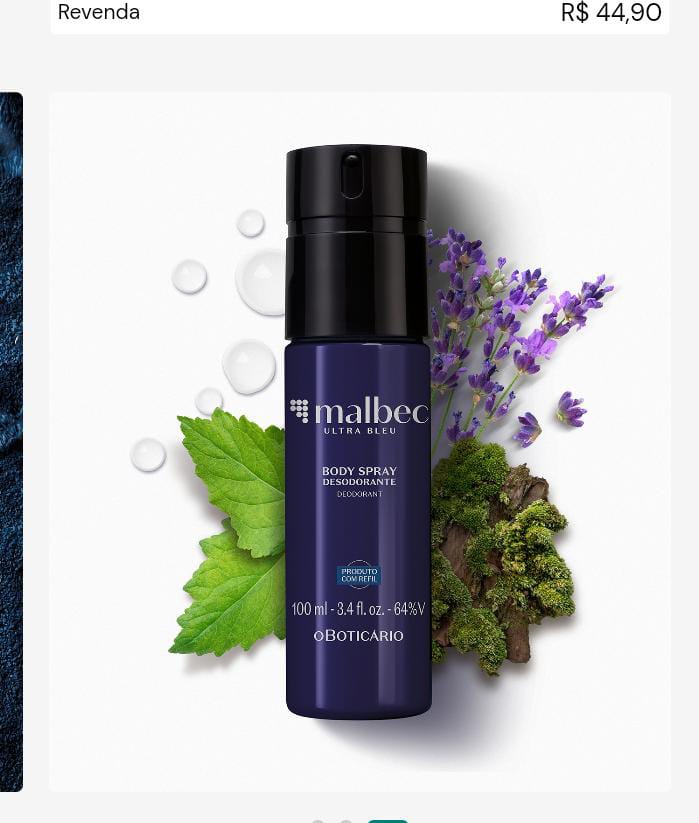 Revenda
R$ 44,90
malbec
ULTRA BLEU
BODY SPRAY
DESODORANTE
DEODORANT
PRODUTO
COM REFIL
100 ml - 3.4 fl. oz. - 64%V
oBOTICÁRIO